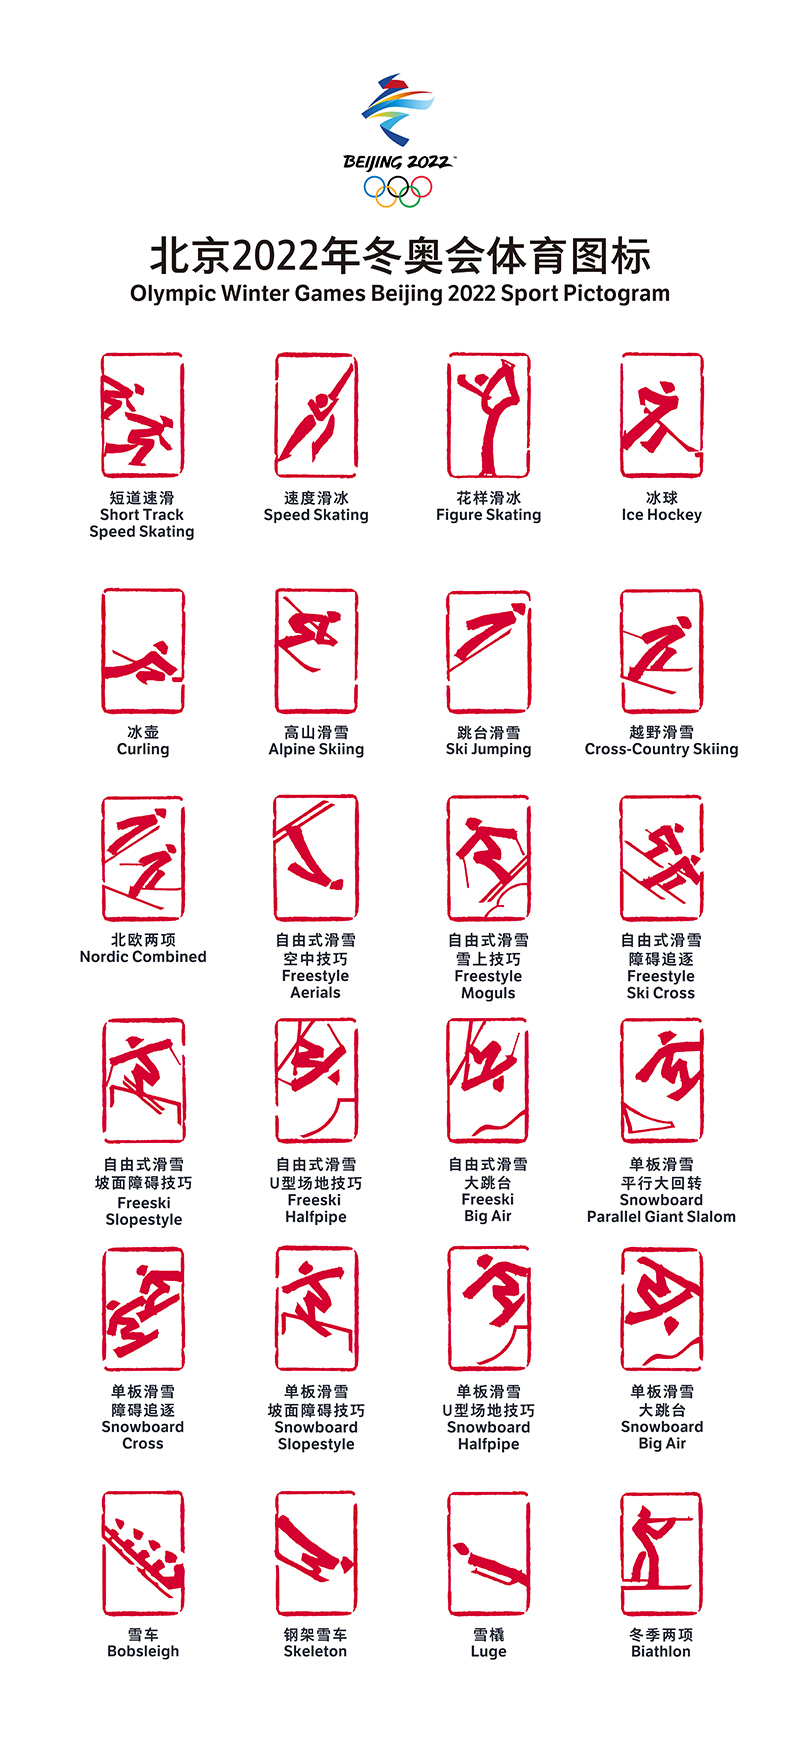 BEIJING 2022™
北京2022年冬奥会体育图标
Olympic Winter Games Beijing 2022 Sport Pictogram
短道速滑
Short Track
Speed Skating
速度滑冰
Speed Skating
花样滑冰
Figure Skating
冰球
Ice Hockey
冰壶
Curling
高山滑雪
Alpine Skiing
跳台滑雪
Ski Jumping
越野滑雪
Cross-Country Skiing
北欧两项
Nordic Combined
自由式滑雪
空中技巧
Freestyle
Aerials
自由式滑雪
雪上技巧
Freestyle
Moguls
自由式滑雪
障碍追逐
Freestyle
Ski Cross
自由式滑雪
坡面障碍技巧
Freeski
Slopestyle
自由式滑雪
U型场地技巧
Freeski
Halfpipe
自由式滑雪
大跳台
Freeski
Big Air
单板滑雪
平行大回转
Snowboard
Parallel Giant Slalom
单板滑雪
障碍追逐
Snowboard
Cross
单板滑雪
坡面障碍技巧
Snowboard
Slopestyle
单板滑雪
U型场地技巧
Snowboard
Halfpipe
单板滑雪
大跳台
Snowboard
Big Air
雪车
Bobsleigh
钢架雪车
Skeleton
雪橇
Luge
冬季两项
Biathlon